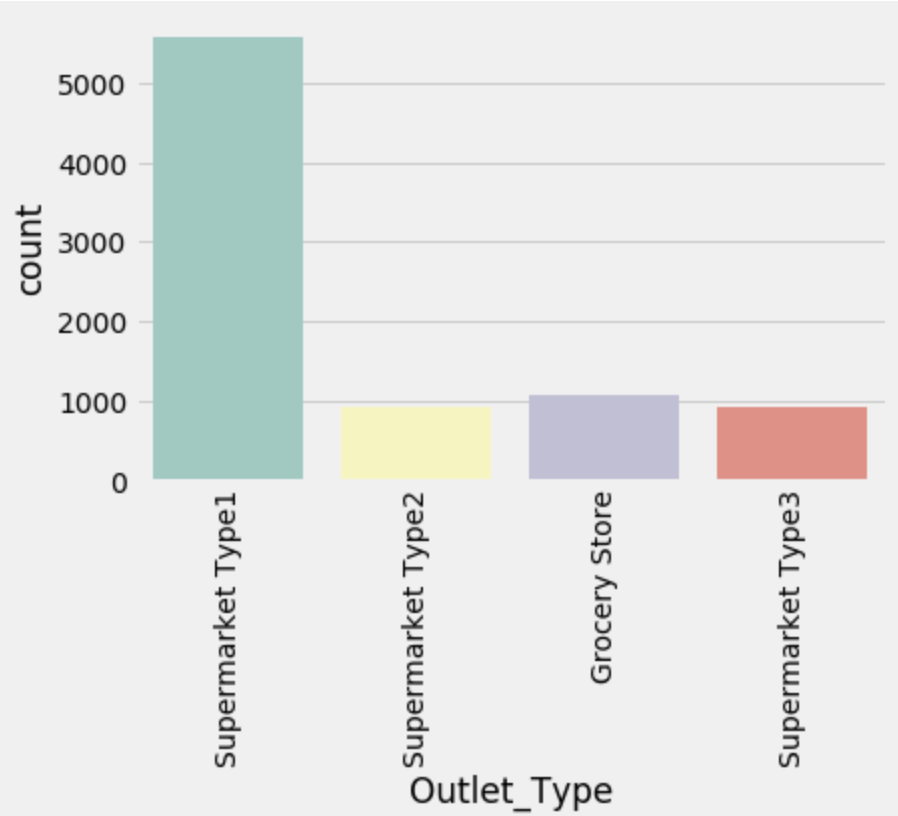 5000
4000
3000
2000
1000
0
count
Supermarket Type1
Supermarket Type2
Grocery Store
Supermarket Type3
Outlet_Type